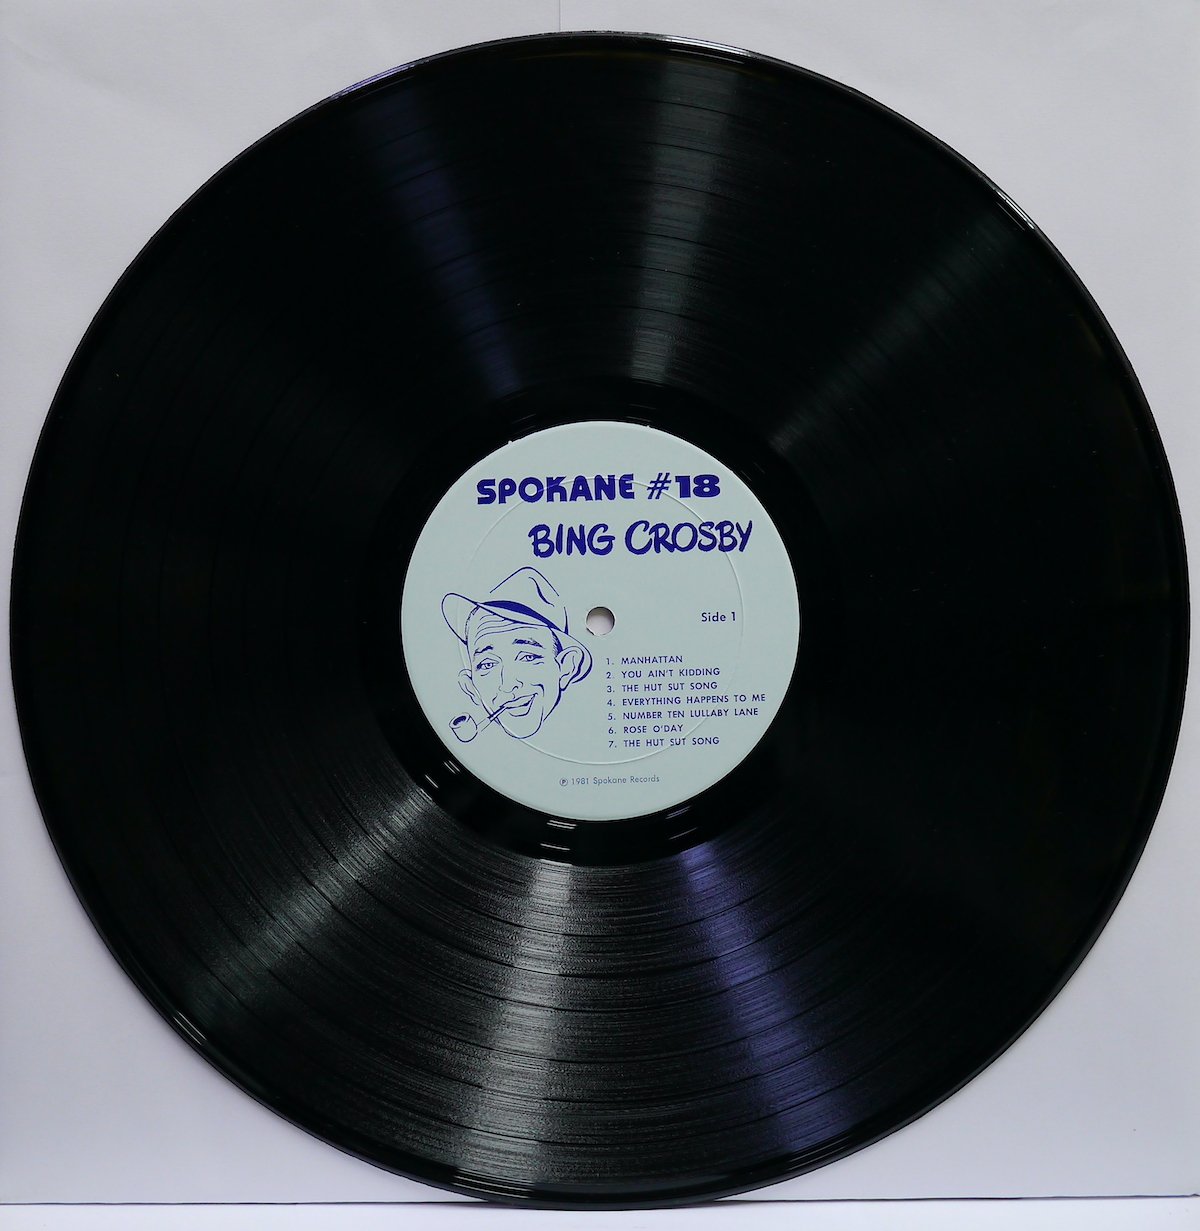 SPOKANE #18
BING CROSBY
Side 1
1. MANHATTAN
2. YOU AIN'T KIDDING
3. THE HUT SUT SONG
4. EVERYTHING HAPPENS TO ME
5. NUMBER TEN LULLABY LANE
6. ROSE O'DAY
7. THE HUT SUT SONG
℗ 1981 Spokane Records